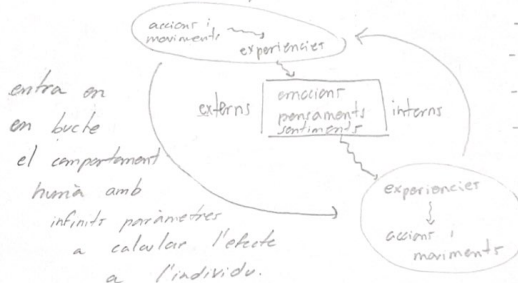 accions i
moviments
experiencies
externs
emocions
pensaments
sentiments
interns
experiencies
accions i
moviments
entra en
en bucle
el comportament
humà amb
infinits paràmetres
a calcular l'efecte
a l'individu.